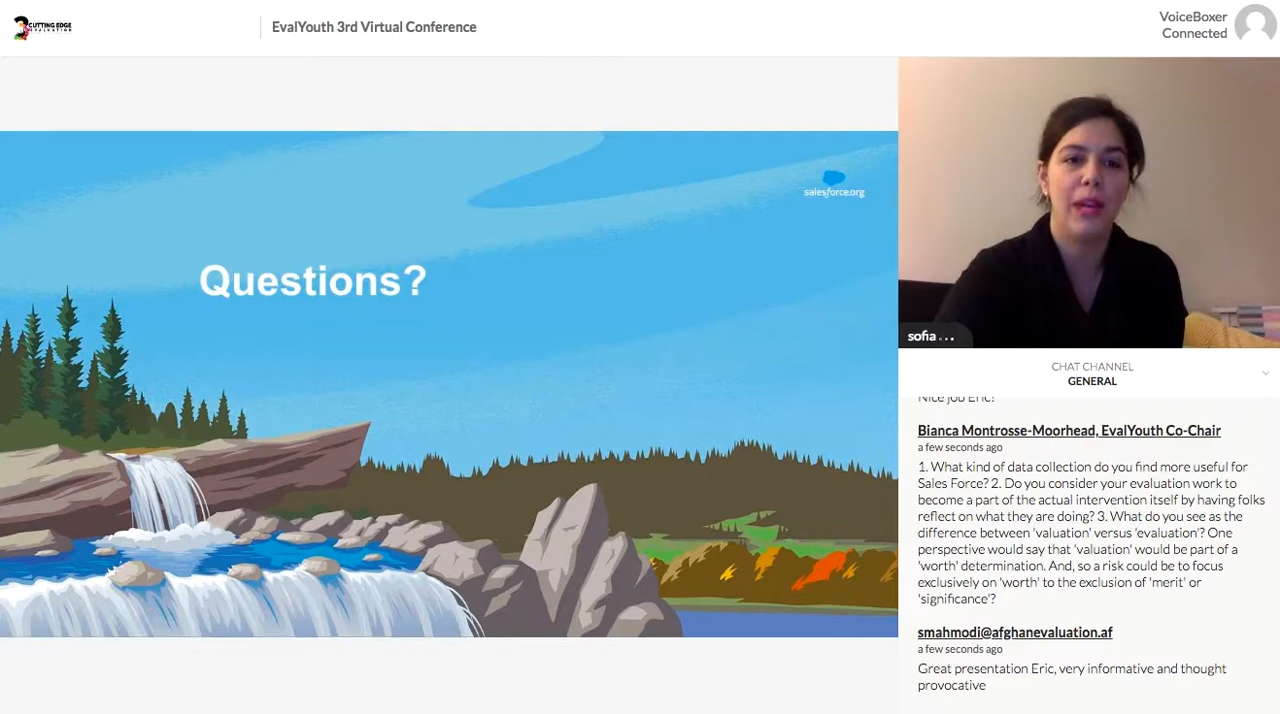 CUTTING EDGE
EVALUATION
EvalYouth 3rd Virtual Conference
VoiceBoxer
Connected
salesforce.org
Questions?
sofia ...
CHAT CHANNEL
GENERAL
Nice job Eric!
Bianca Montrosse-Moorhead, EvalYouth Co-Chair
a few seconds ago
1. What kind of data collection do you find more useful for
Sales Force? 2. Do you consider your evaluation work to
become a part of the actual intervention itself by having folks
reflect on what they are doing? 3. What do you see as the
difference between 'valuation' versus 'evaluation'? One
perspective would say that 'valuation' would be part of a
'worth' determination. And, so a risk could be to focus
exclusively on 'worth' to the exclusion of 'merit' or
'significance'?
smahmodi@afghanevaluation.af
a few seconds ago
Great presentation Eric, very informative and thought
provocative